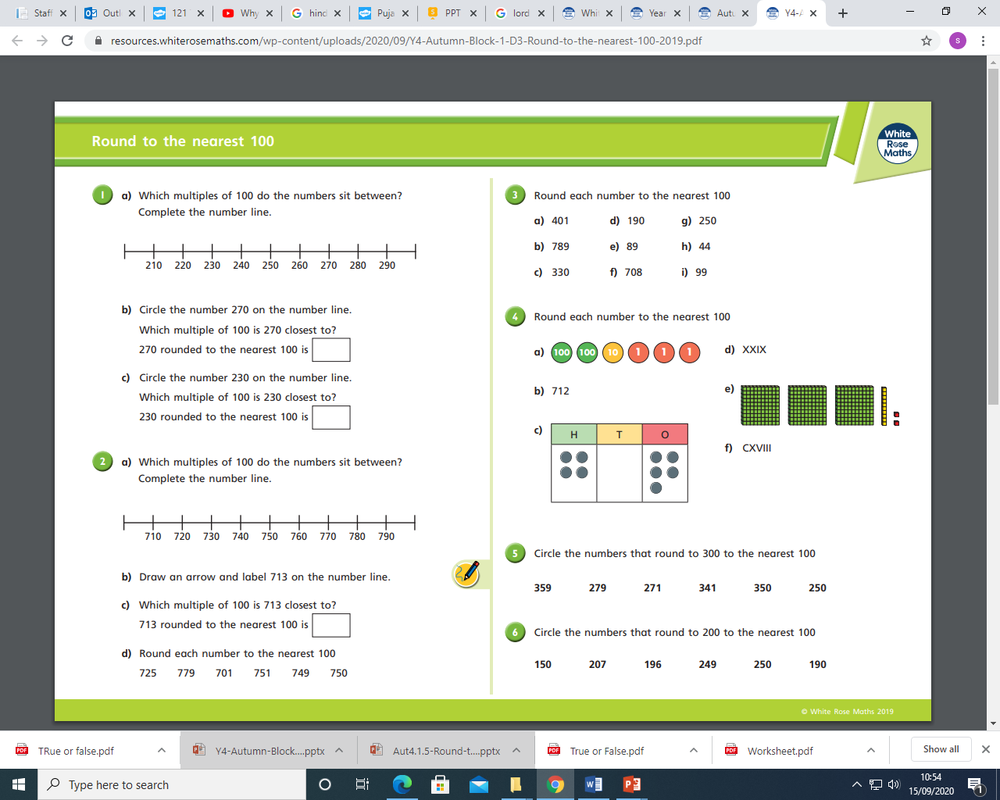 Staff
Outl
121
Why
hind
Puja
PPT
lord
Whit
Year
Autu
Y4-A
resources.whiterosemaths.com/wp-content/uploads/2020/09/Y4-Autumn-Block-1-D3-Round-to-the-nearest-100-2019.pdf
s
Round to the nearest 100
White Rose Maths
1 a) Which multiples of 100 do the numbers sit between?
Complete the number line.
210 220 230 240 250 260 270 280 290
b) Circle the number 270 on the number line.
Which multiple of 100 is 270 closest to?
270 rounded to the nearest 100 is
c) Circle the number 230 on the number line.
Which multiple of 100 is 230 closest to?
230 rounded to the nearest 100 is
2 a) Which multiples of 100 do the numbers sit between?
Complete the number line.
710 720 730 740 750 760 770 780 790
b) Draw an arrow and label 713 on the number line.
c) Which multiple of 100 is 713 closest to?
713 rounded to the nearest 100 is
d) Round each number to the nearest 100
725 779 701 751 749 750
3 Round each number to the nearest 100
a) 401 d) 190 g) 250
b) 789 e) 89 h) 44
c) 330 f) 708 i) 99
4 Round each number to the nearest 100
a) 100 100 10 1 1 1
b) 712
c) H T O
d) XXIX
e)
f) CXVIII
5 Circle the numbers that round to 300 to the nearest 100
359 279 271 341 350 250
6 Circle the numbers that round to 200 to the nearest 100
150 207 196 249 250 190
© White Rose Maths 2019
TRue or false.pdf
Y4-Autumn-Block....pptx
Aut4.1.5-Round-t....pptx
True or False.pdf
Worksheet.pdf
Show all
Type here to search
10:54
15/09/2020
1